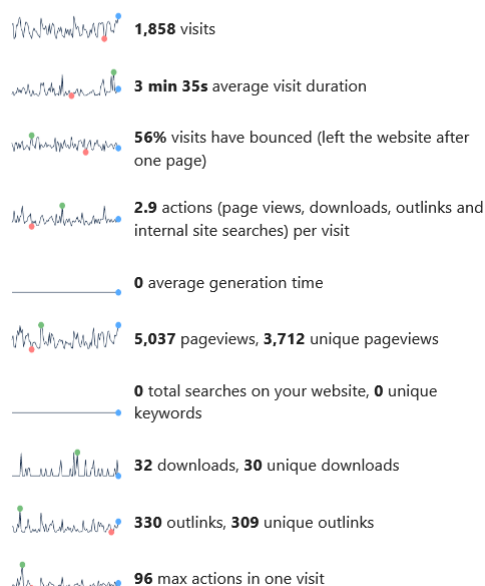 1,858 visits
3 min 35s average visit duration
56% visits have bounced (left the website after
one page)
2.9 actions (page views, downloads, outlinks and
internal site searches) per visit
0 average generation time
5,037 pageviews, 3,712 unique pageviews
0 total searches on your website, 0 unique
keywords
32 downloads, 30 unique downloads
330 outlinks, 309 unique outlinks
96 max actions in one visit